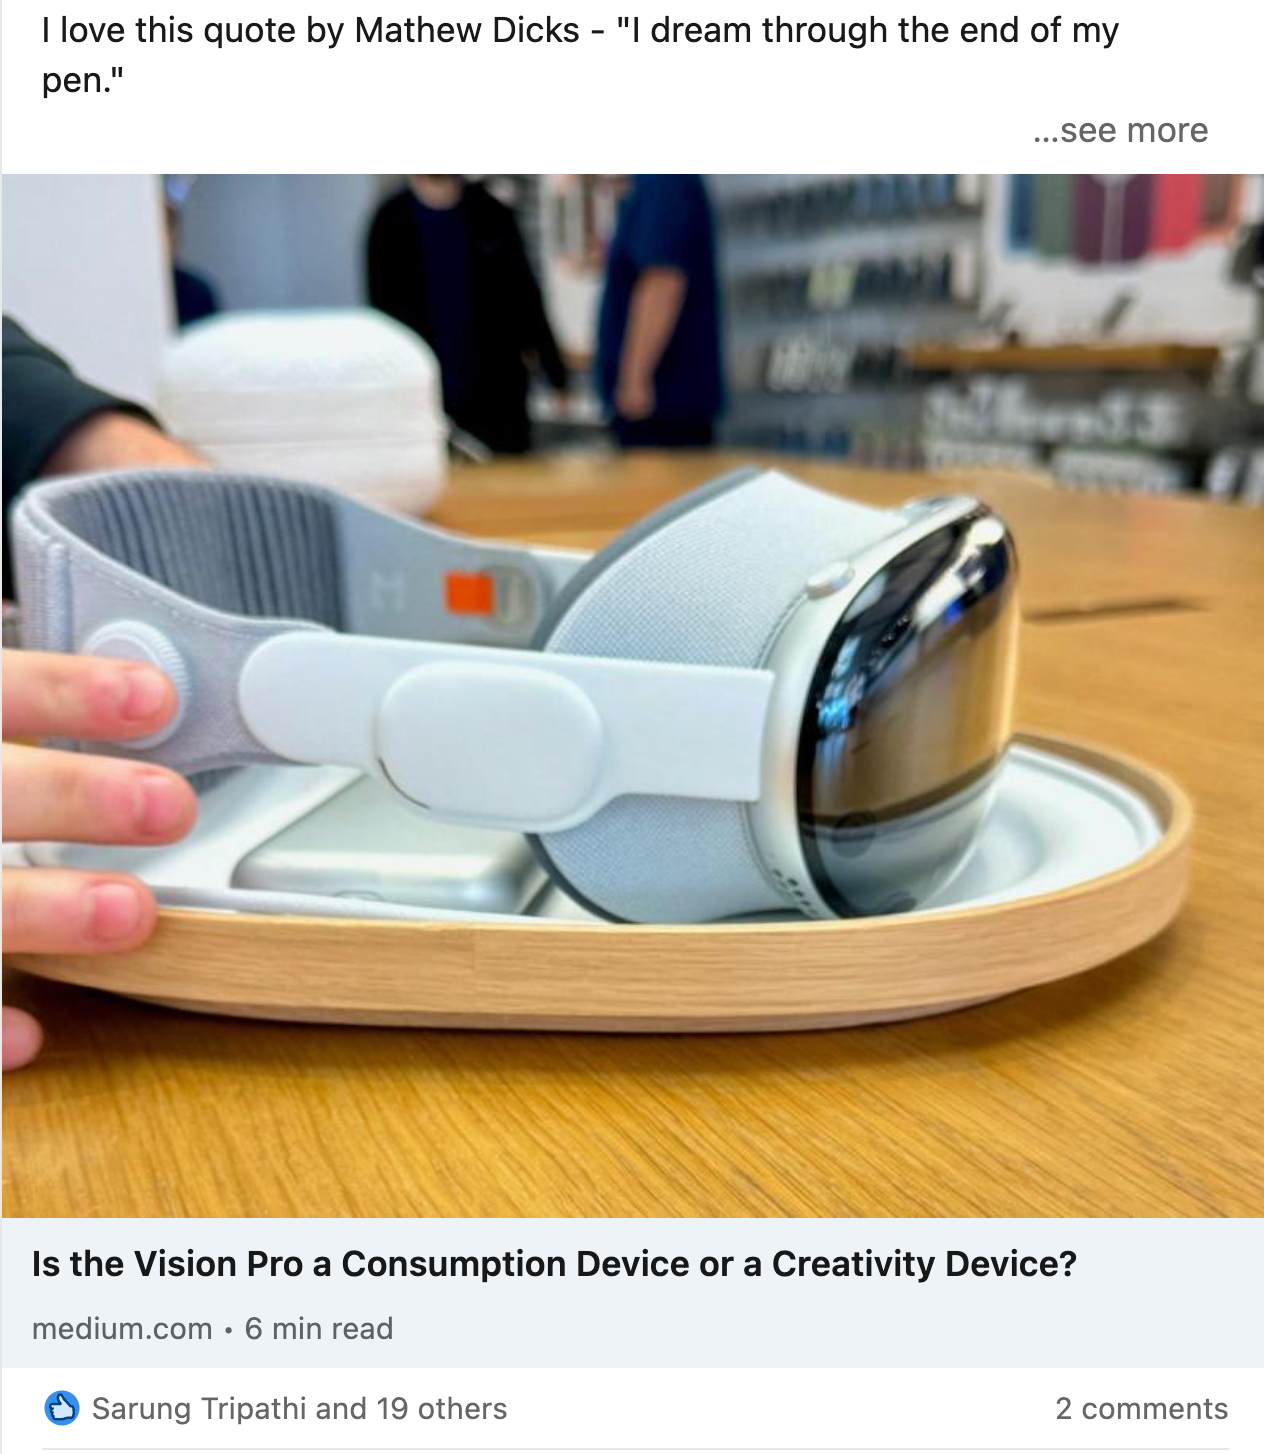 I love this quote by Mathew Dicks - "I dream through the end of my
pen."
...see more
Is the Vision Pro a Consumption Device or a Creativity Device?
medium.com • 6 min read
Sarung Tripathi and 19 others
2 comments